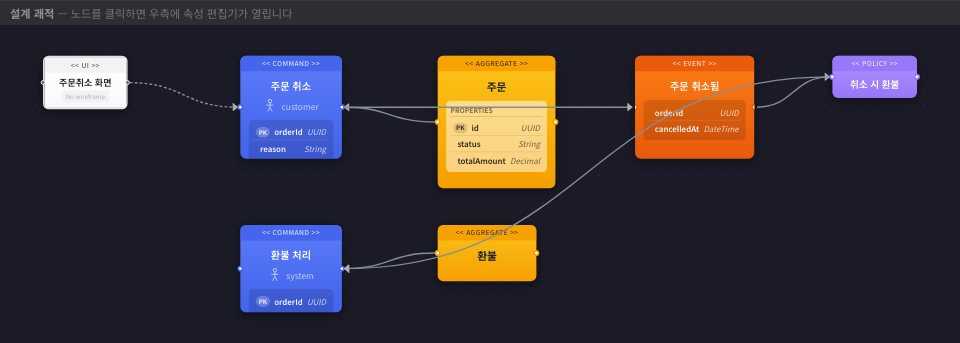 설계 궤적 — 노드를 클릭하면 우측에 속성 편집기가 열립니다
<< UI >>
주문취소 화면
No wireframe
<< COMMAND >>
주문 취소
customer
PK orderId UUID
reason String
<< AGGREGATE >>
주문
PROPERTIES
PK id UUID
status String
totalAmount Decimal
<< EVENT >>
주문 취소됨
orderId UUID
cancelledAt DateTime
<< POLICY >>
취소 시 환불
<< COMMAND >>
환불 처리
system
PK orderId UUID
<< AGGREGATE >>
환불